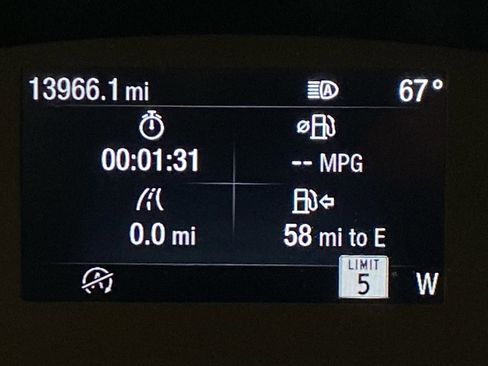 13966.1 mi A 67°
00:01:31 -- MPG
0.0 mi 58 mi to E
A LIMIT 5 W